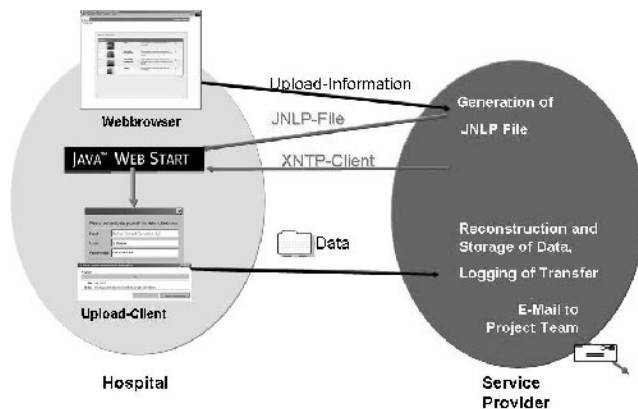 Upload-Information
Webbrowser
Generation of
JNLP File
JNLP-File
JAVA™ WEB START
XNTP-Client
Data
Reconstruction and
Storage of Data,
Logging of Transfer
Upload-Client
E-Mail to
Project Team
Hospital
Service
Provider